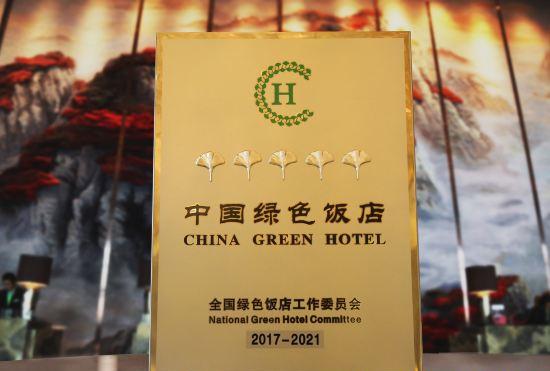 H
中国绿色饭店
CHINA GREEN HOTEL
全国绿色饭店工作委员会
National Green Hotel Committee
2017-2021